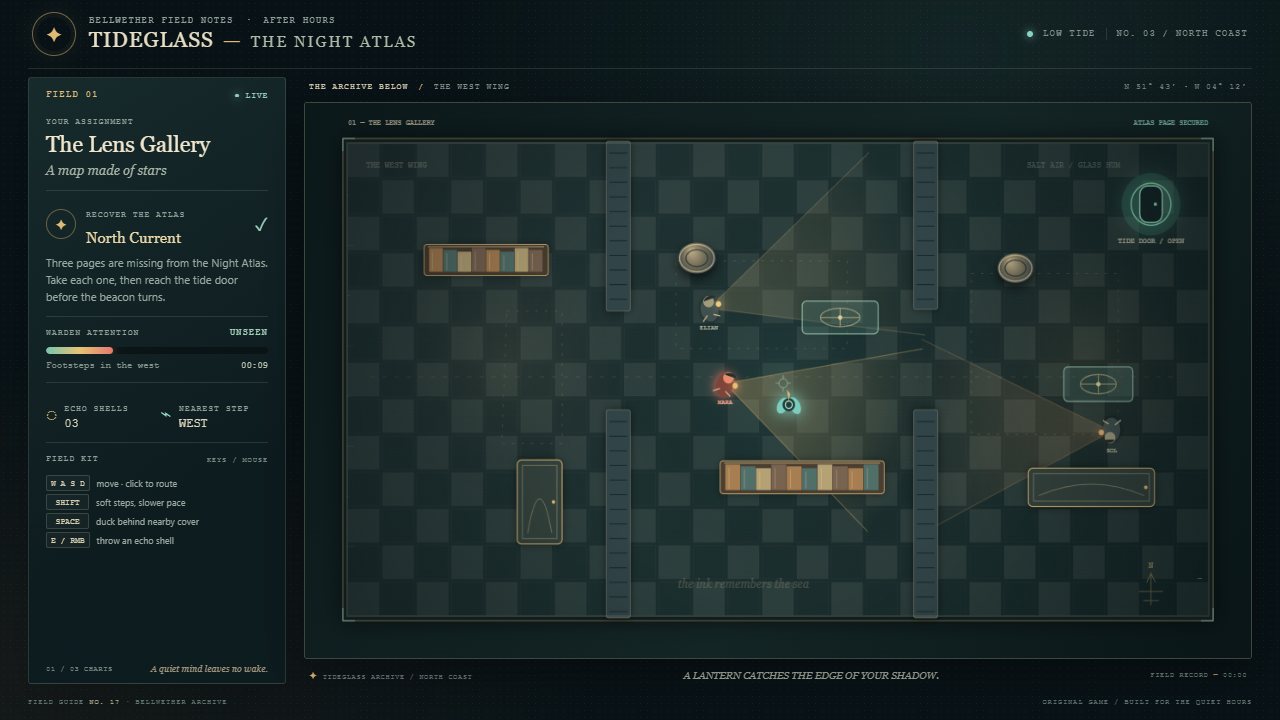 BELLWETHER FIELD NOTES · AFTER HOURS
TIDEGLASS — THE NIGHT ATLAS
LOW TIDE
NO. 03 / NORTH COAST
FIELD 01
LIVE
YOUR ASSIGNMENT
The Lens Gallery
A map made of stars
RECOVER THE ATLAS
North Current
Three pages are missing from the Night Atlas.
Take each one, then reach the tide door
before the beacon turns.
WARDEN ATTENTION
UNSEEN
Footsteps in the west
00:09
ECHO SHELLS
03
NEAREST STEP
WEST
FIELD KIT
KEYS / MOUSE
W A S D move · click to route
SHIFT soft steps, slower pace
SPACE duck behind nearby cover
E / RMB throw an echo shell
01 / 03 CHARTS
A quiet mind leaves no wake.
THE ARCHIVE BELOW / THE WEST WING
N 51° 43' · W 04° 12'
01 — THE LENS GALLERY
ATLAS PAGE SECURED
THE WEST WING
SALT AIR / GLASS HUM
TIDE DOOR / OPEN
ELIAN
MARA
SOL
the ink remembers the sea
N
TIDEGLASS ARCHIVE / NORTH COAST
A LANTERN CATCHES THE EDGE OF YOUR SHADOW.
FIELD RECORD — 00:00
FIELD GUIDE NO. 17 · BELLWETHER ARCHIVE
ORIGINAL GAME / BUILT FOR THE QUIET HOURS